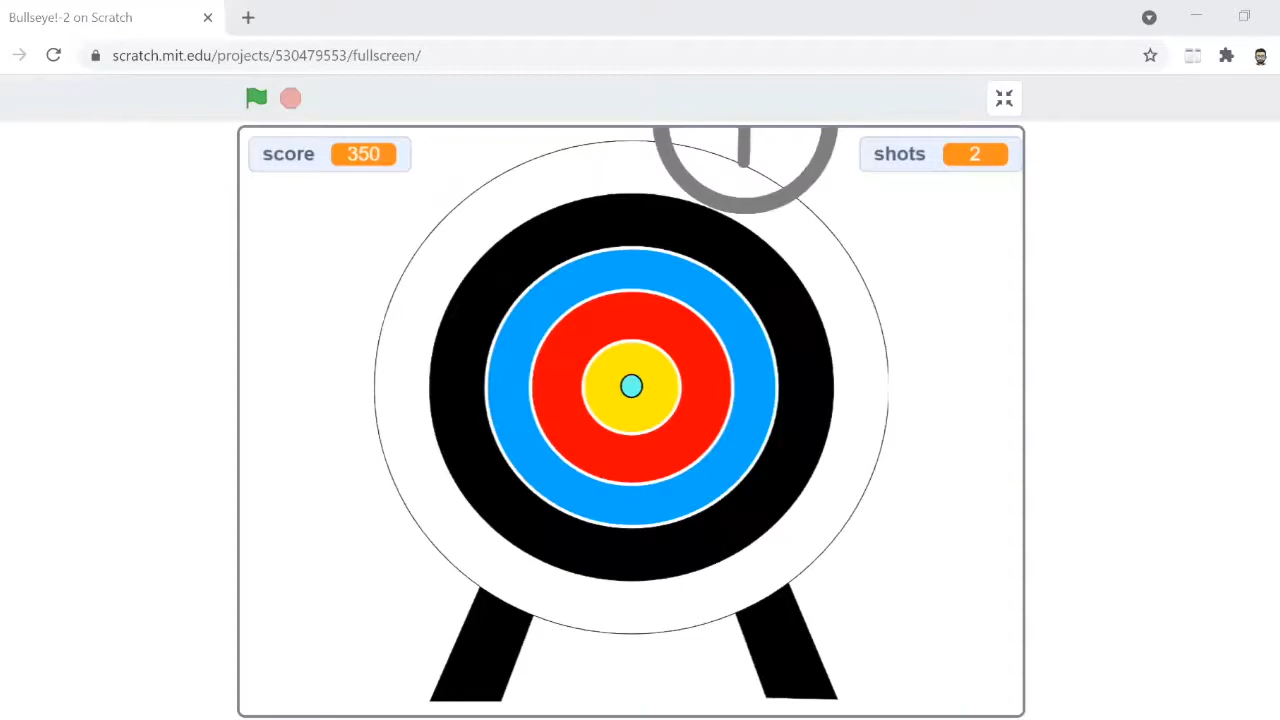 Bullseye!-2 on Scratch
scratch.mit.edu/projects/530479553/fullscreen/
score 350
shots 2